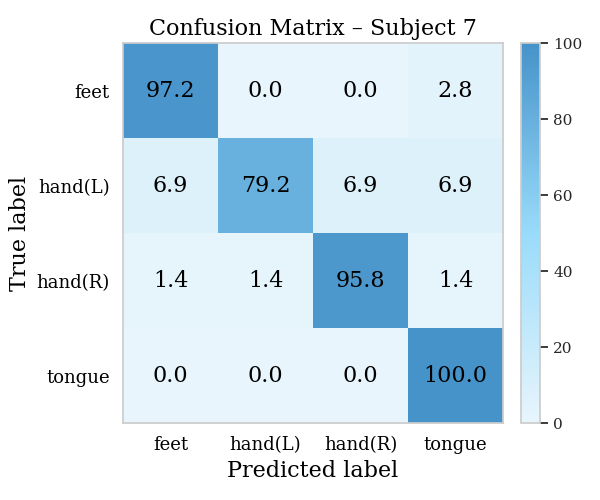 Confusion Matrix – Subject 7
feet 97.2 0.0 0.0 2.8
hand(L) 6.9 79.2 6.9 6.9
hand(R) 1.4 1.4 95.8 1.4
tongue 0.0 0.0 0.0 100.0
feet hand(L) hand(R) tongue
Predicted label
True label
100
80
60
40
20
0